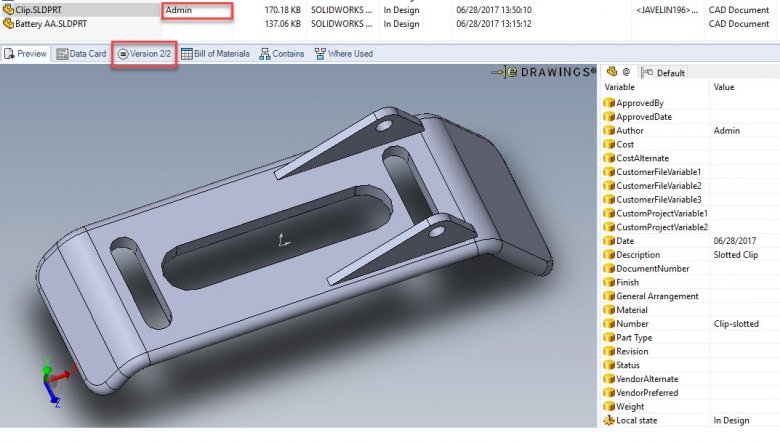 Clip.SLDPRT Admin 170.18 KB SOLIDWORKS ... In Design 06/28/2017 13:50:10 <JAVELIN196>... CAD Document
Battery AA.SLDPRT 137.06 KB SOLIDWORKS ... In Design 06/28/2017 13:15:12 CAD Document
Preview Data Card Version 2/2 Bill of Materials Contains Where Used
DRAWINGS®
@ Default
Variable Value
ApprovedBy
ApprovedDate
Author Admin
Cost
CostAlternate
CustomerFileVariable1
CustomerFileVariable2
CustomerFileVariable3
CustomProjectVariable1
CustomProjectVariable2
Date 06/28/2017
Description Slotted Clip
DocumentNumber
Finish
General Arrangement
Material
Number Clip-slotted
Part Type
Revision
Status
VendorAlternate
VendorPreferred
Weight
Local state In Design
Y
X
Z